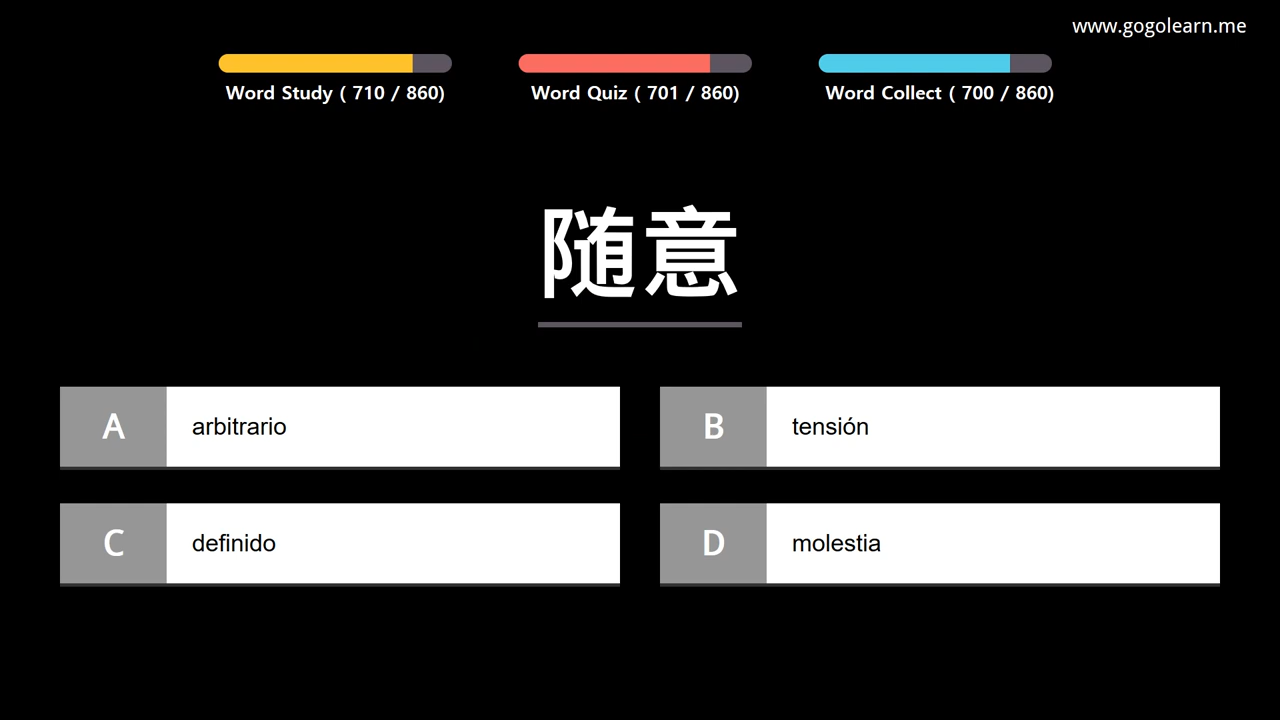 www.gogolearn.me
Word Study ( 710 / 860)
Word Quiz ( 701 / 860)
Word Collect ( 700 / 860)
随意
A arbitrario
B tensión
C definido
D molestia